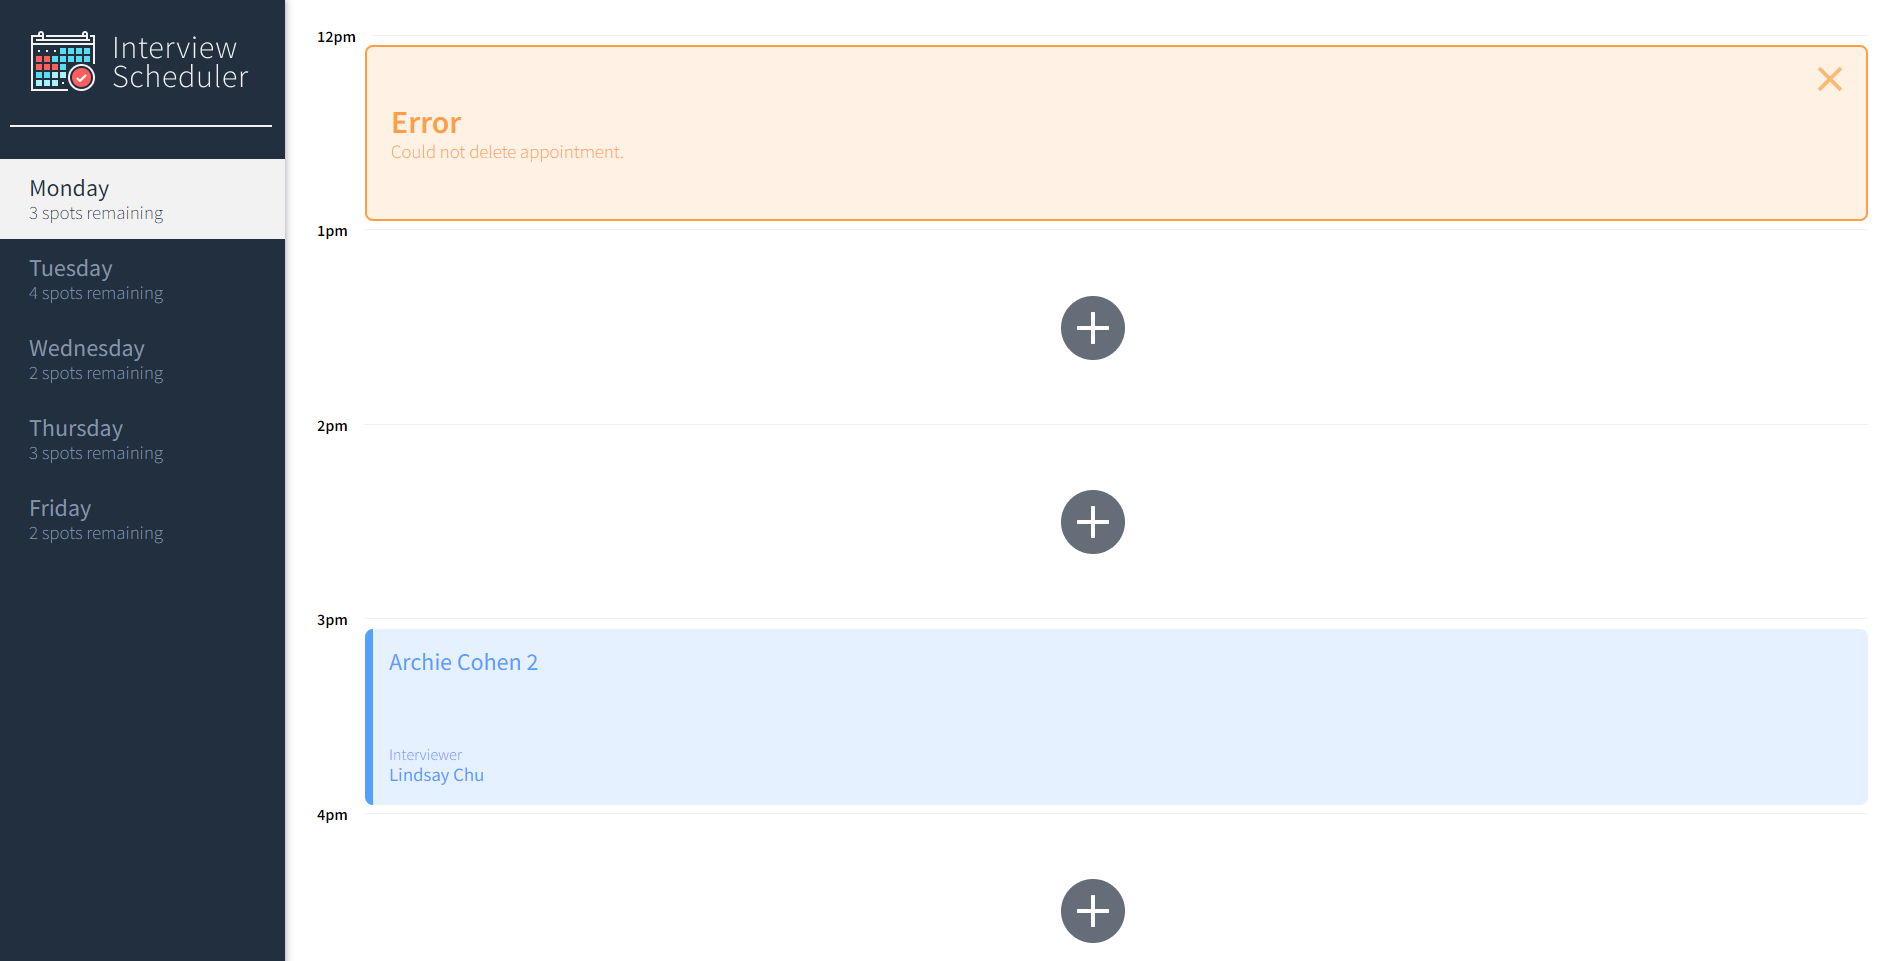 Interview
Scheduler
Monday
3 spots remaining
Tuesday
4 spots remaining
Wednesday
2 spots remaining
Thursday
3 spots remaining
Friday
2 spots remaining
12pm
Error
Could not delete appointment.
1pm
2pm
3pm
Archie Cohen 2
Interviewer
Lindsay Chu
4pm